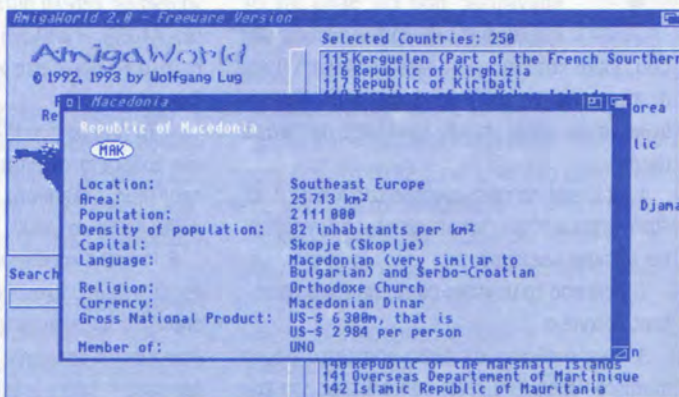 AmigaWorld 2.0 - Freeware Version
AmigaWorld
© 1992, 1993 by Wolfgang Lug
Re
Search
Selected Countries: 250
115 Kerguelen (Part of the French Sourthern
116 Republic of Kirghizia
117 Republic of Kiribati
orea
lic
Djama
Macedonia
Republic of Macedonia
MAK
Location: Southeast Europe
Area: 25 713 km²
Population: 2 111 000
Density of population: 82 inhabitants per km²
Capital: Skopje (Skoplje)
Language: Macedonian (very similar to
Bulgarian) and Serbo-Croatian
Religion: Orthodoxe Church
Currency: Macedonian Dinar
Gross National Product: US-$ 6 300m, that is
US-$ 2 984 per person
Member of: UNO
n
140 Republic of the Marshall Islands
141 Overseas Departement of Martinique
142 Islamic Republic of Mauritania